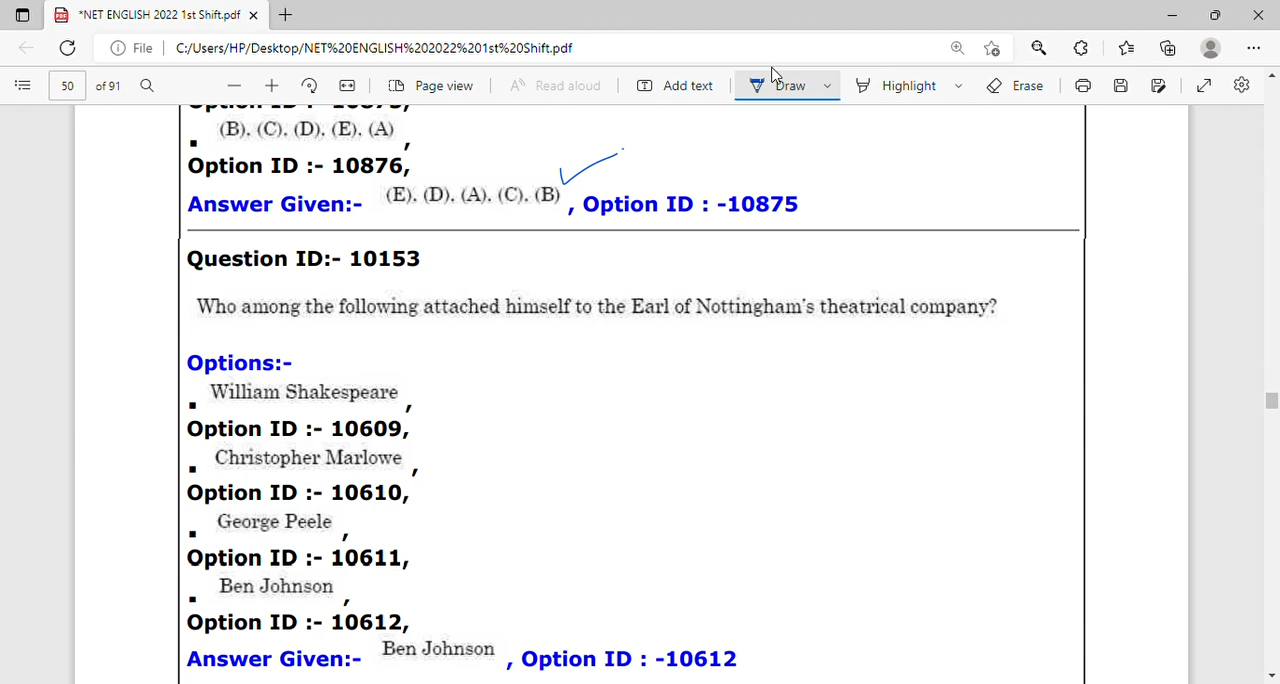 *NET ENGLISH 2022 1st Shift.pdf
File C:/Users/HP/Desktop/NET%20ENGLISH%202022%201st%20Shift.pdf
50 of 91 Page view Read aloud Add text Draw Highlight Erase
Option ID :- 10875,
(B). (C). (D). (E). (A) ,
Option ID :- 10876,
Answer Given:- (E). (D). (A). (C). (B) , Option ID : -10875
Question ID:- 10153
Who among the following attached himself to the Earl of Nottingham's theatrical company?
Options:-
William Shakespeare ,
Option ID :- 10609,
Christopher Marlowe ,
Option ID :- 10610,
George Peele ,
Option ID :- 10611,
Ben Johnson ,
Option ID :- 10612,
Answer Given:- Ben Johnson , Option ID : -10612